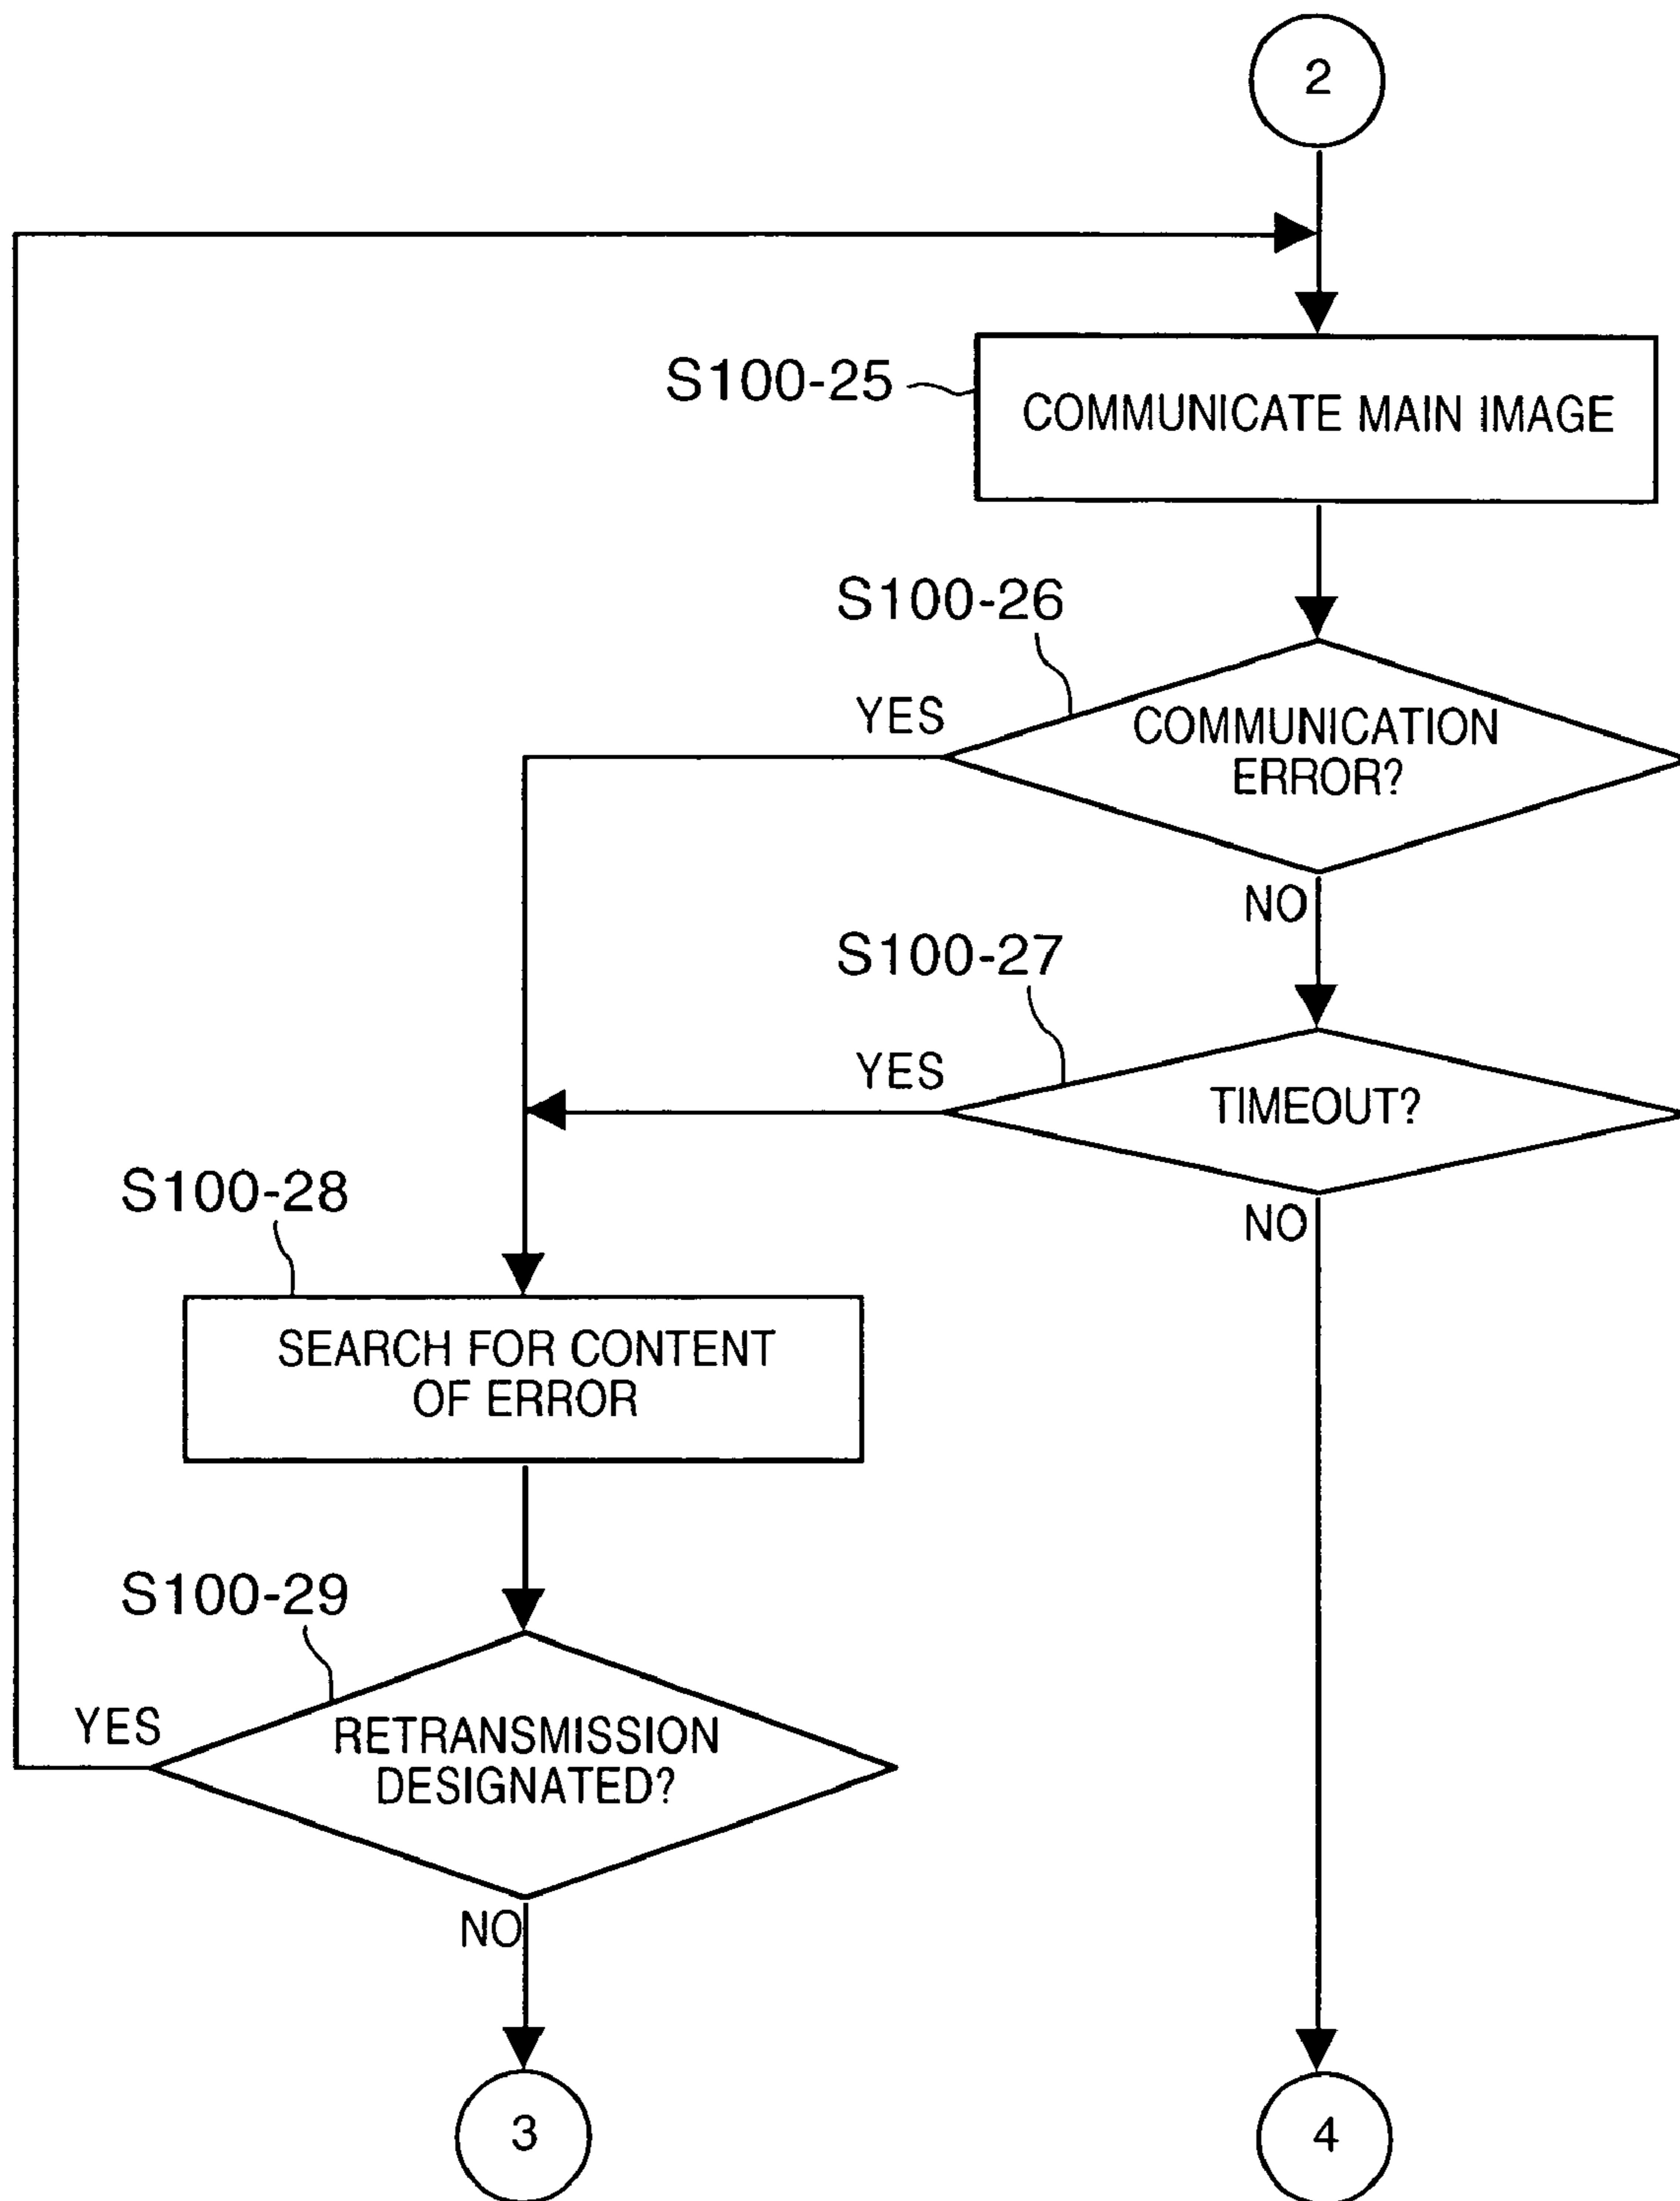 2
S100-25
COMMUNICATE MAIN IMAGE
S100-26
YES
COMMUNICATION
ERROR?
NO
S100-27
YES
TIMEOUT?
NO
S100-28
SEARCH FOR CONTENT
OF ERROR
S100-29
YES
RETRANSMISSION
DESIGNATED?
NO
3
4